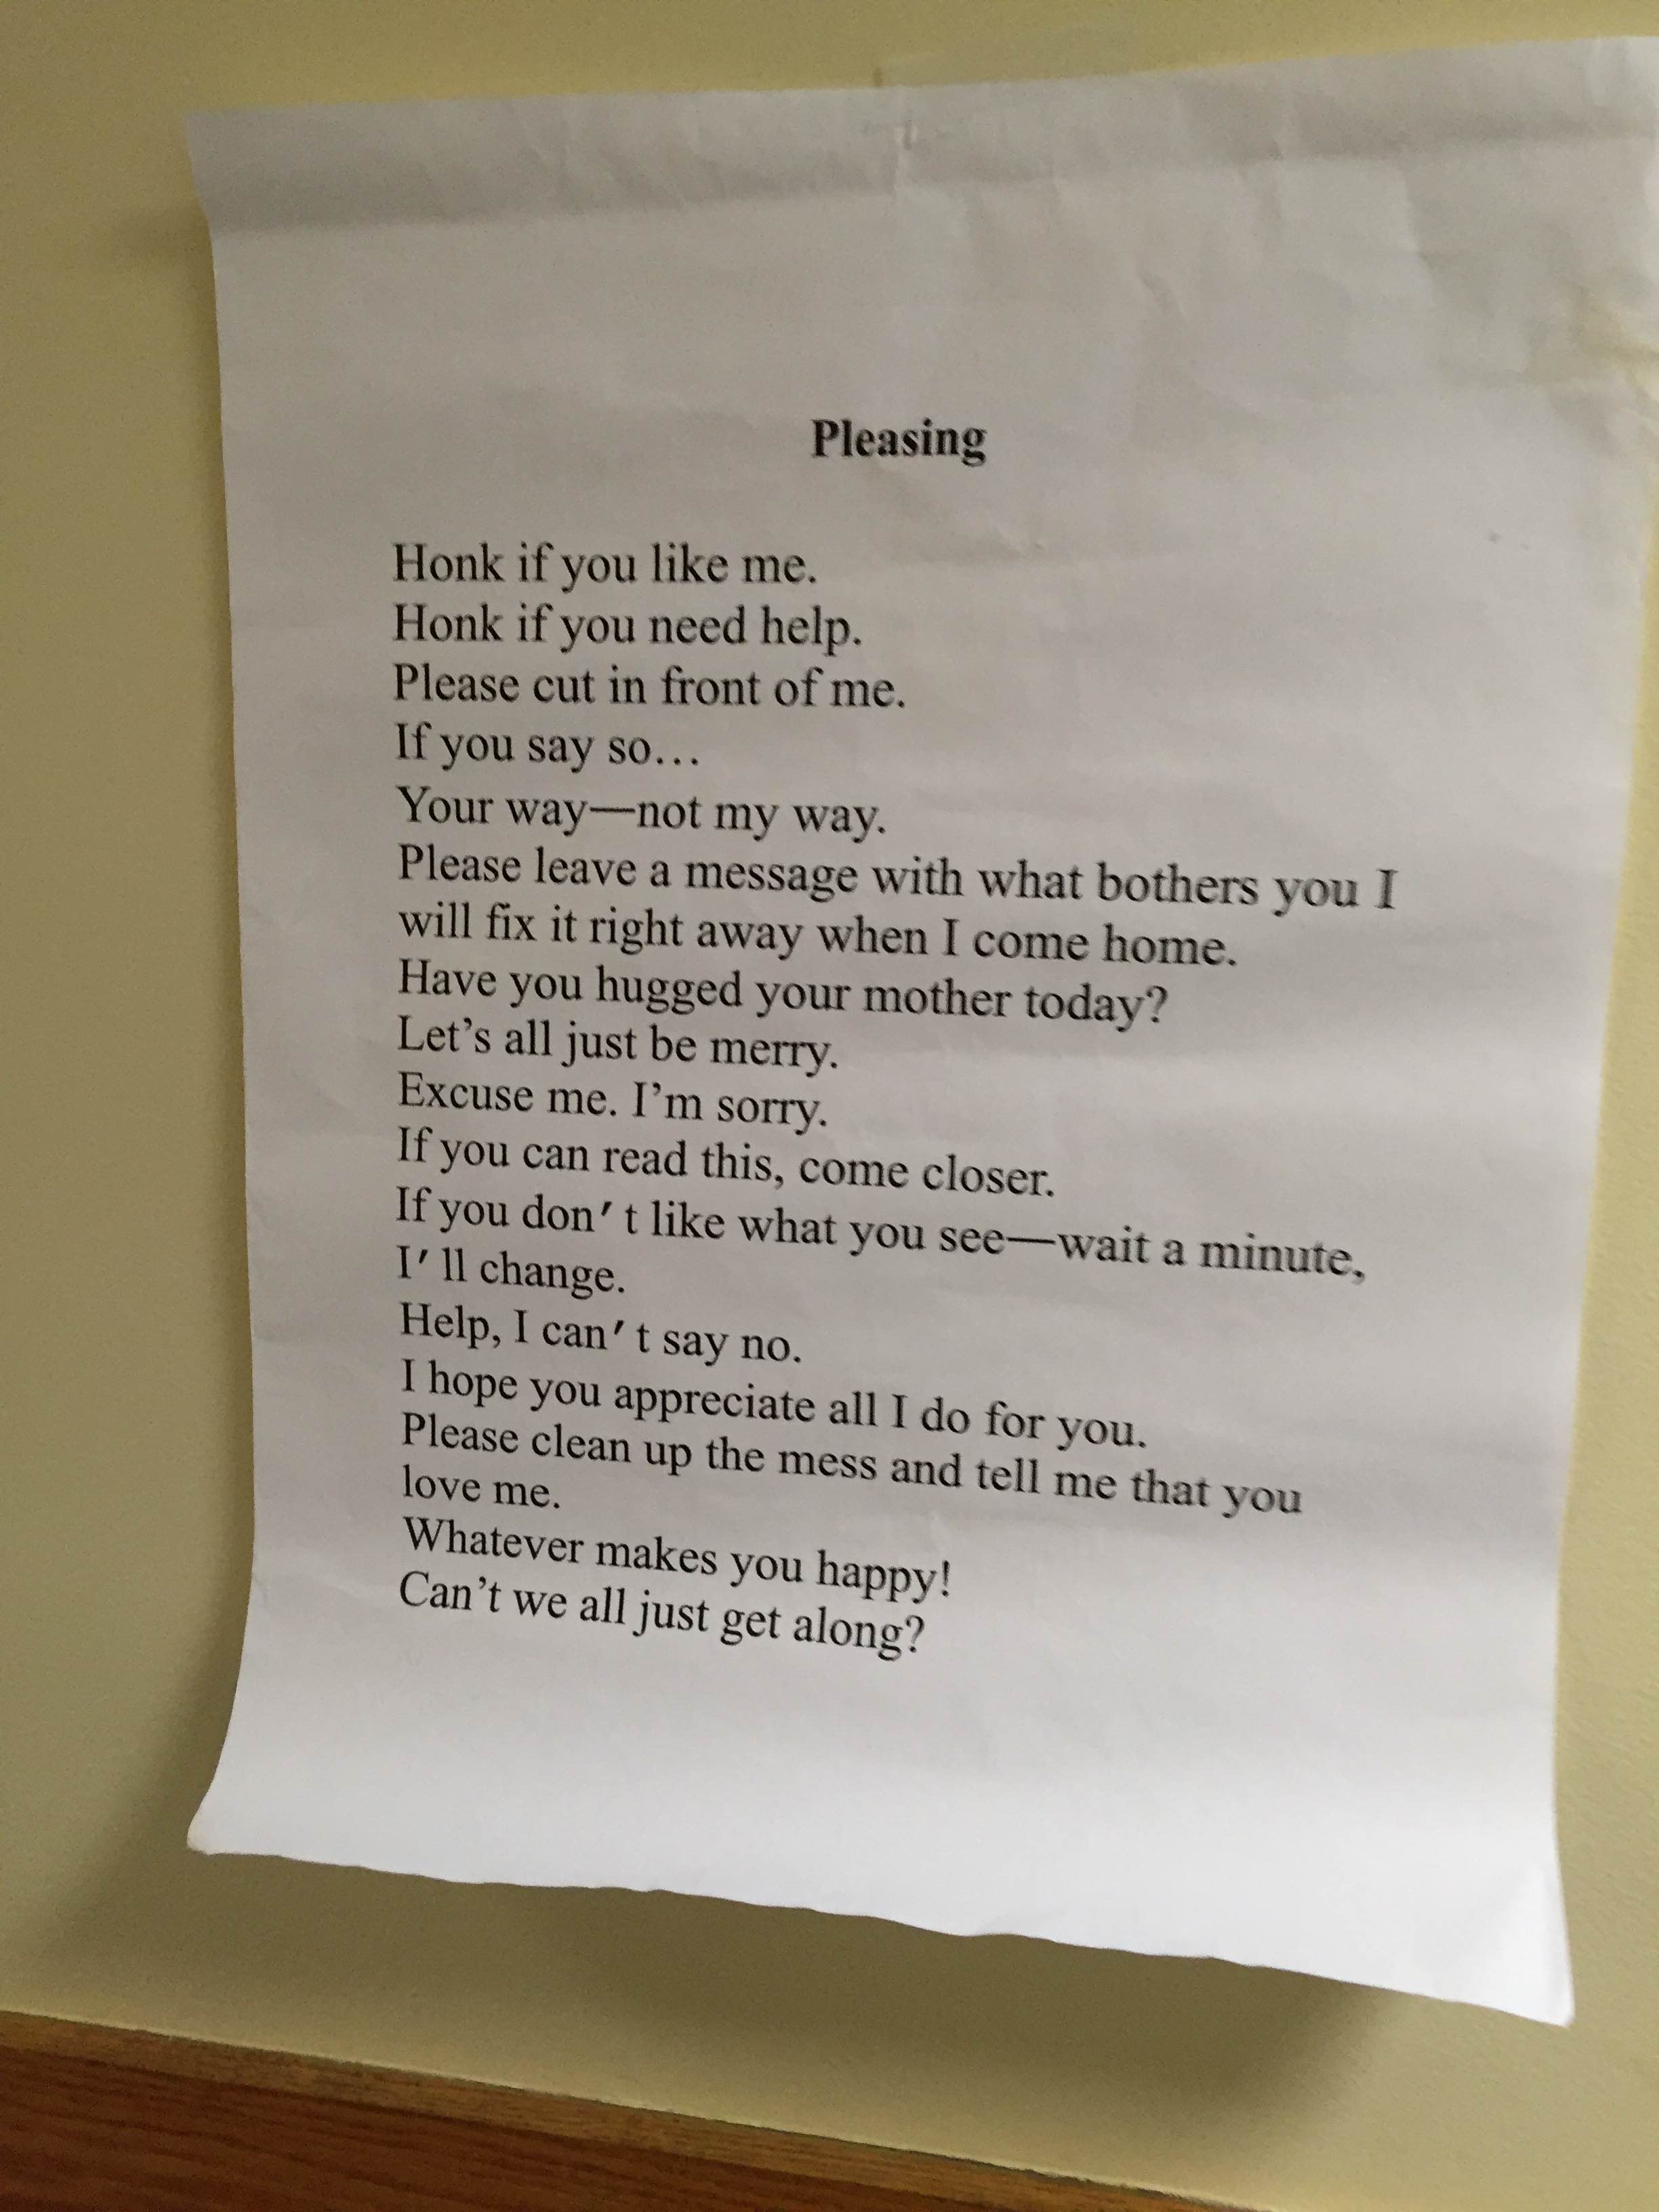 Pleasing
Honk if you like me.
Honk if you need help.
Please cut in front of me.
If you say so…
Your way—not my way.
Please leave a message with what bothers you I
will fix it right away when I come home.
Have you hugged your mother today?
Let’s all just be merry.
Excuse me. I’m sorry.
If you can read this, come closer.
If you don′ t like what you see—wait a minute,
I′ ll change.
Help, I can′ t say no.
I hope you appreciate all I do for you.
Please clean up the mess and tell me that you
love me.
Whatever makes you happy!
Can’t we all just get along?